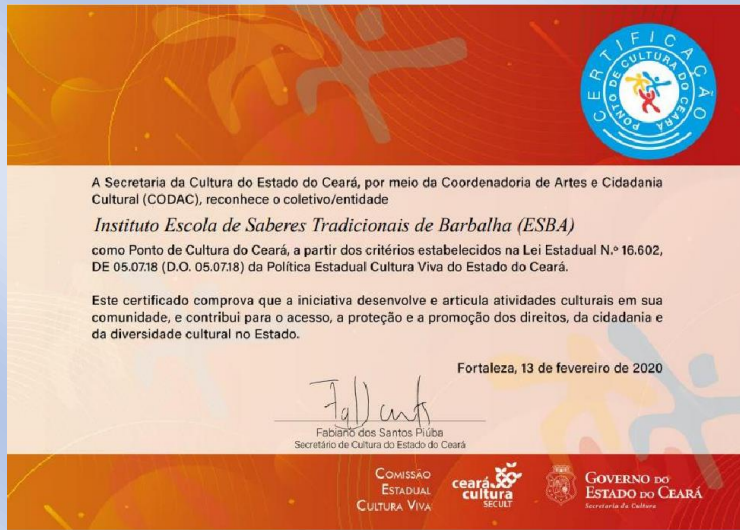 CERTIFICAÇÃO
PONTO DE CULTURA DO CEARÁ
A Secretaria da Cultura do Estado do Ceará, por meio da Coordenadoria de Artes e Cidadania
Cultural (CODAC), reconhece o coletivo/entidade
Instituto Escola de Saberes Tradicionais de Barbalha (ESBA)
como Ponto de Cultura do Ceará, a partir dos critérios estabelecidos na Lei Estadual N.º 16.602,
DE 05.07.18 (D.O. 05.07.18) da Política Estadual Cultura Viva do Estado do Ceará.
Este certificado comprova que a iniciativa desenvolve e articula atividades culturais em sua
comunidade, e contribui para o acesso, a proteção e a promoção dos direitos, da cidadania e
da diversidade cultural no Estado.
Fortaleza, 13 de fevereiro de 2020
Fabiano dos Santos Piúba
Secretário de Cultura do Estado do Ceará
COMISSÃO
ESTADUAL
CULTURA VIVA
ceará
cultura
SECULT
GOVERNO DO
ESTADO DO CEARÁ
Secretaria da Cultura